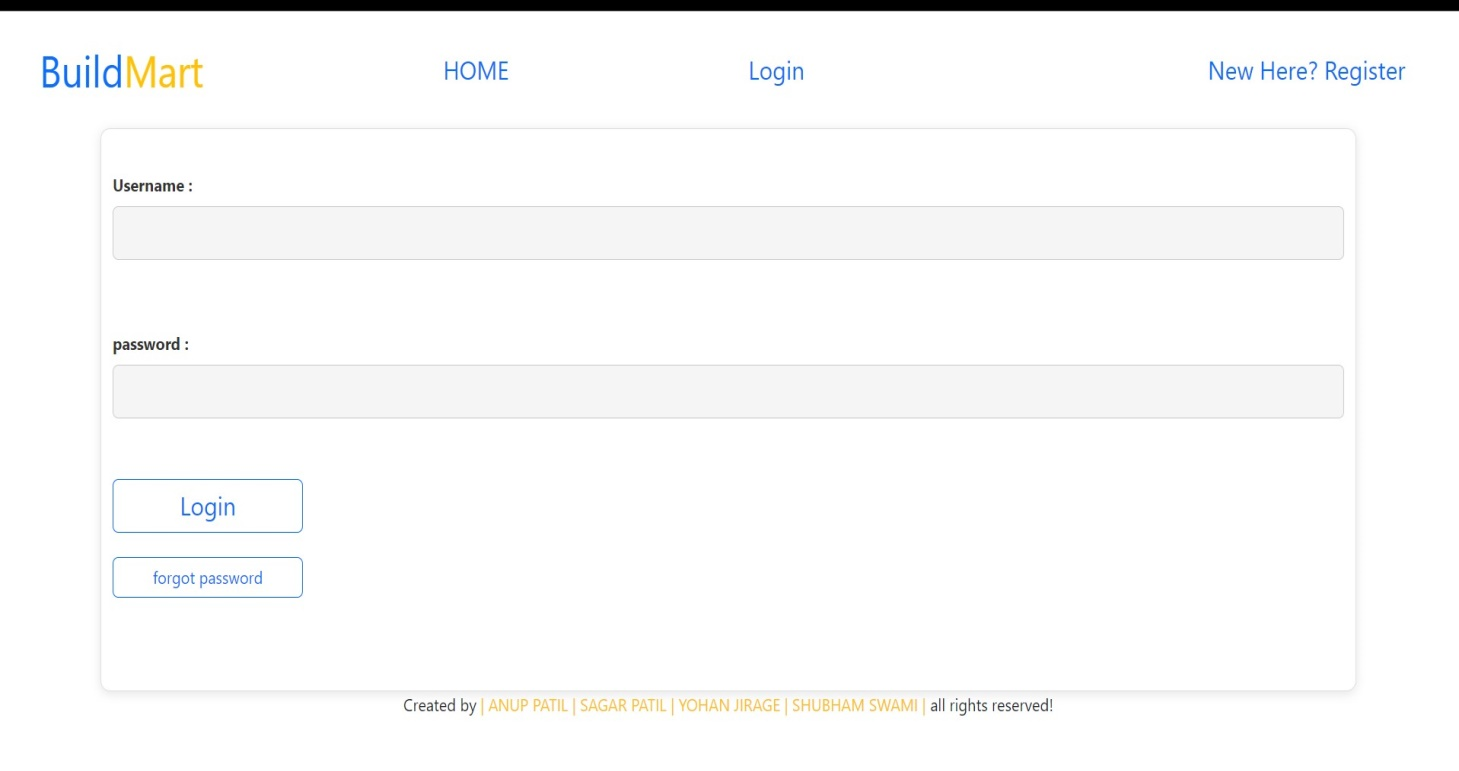 BuildMart HOME Login New Here? Register
Username :
password :
Login
forgot password
Created by | ANUP PATIL | SAGAR PATIL | YOHAN JIRAGE | SHUBHAM SWAMI | all rights reserved!